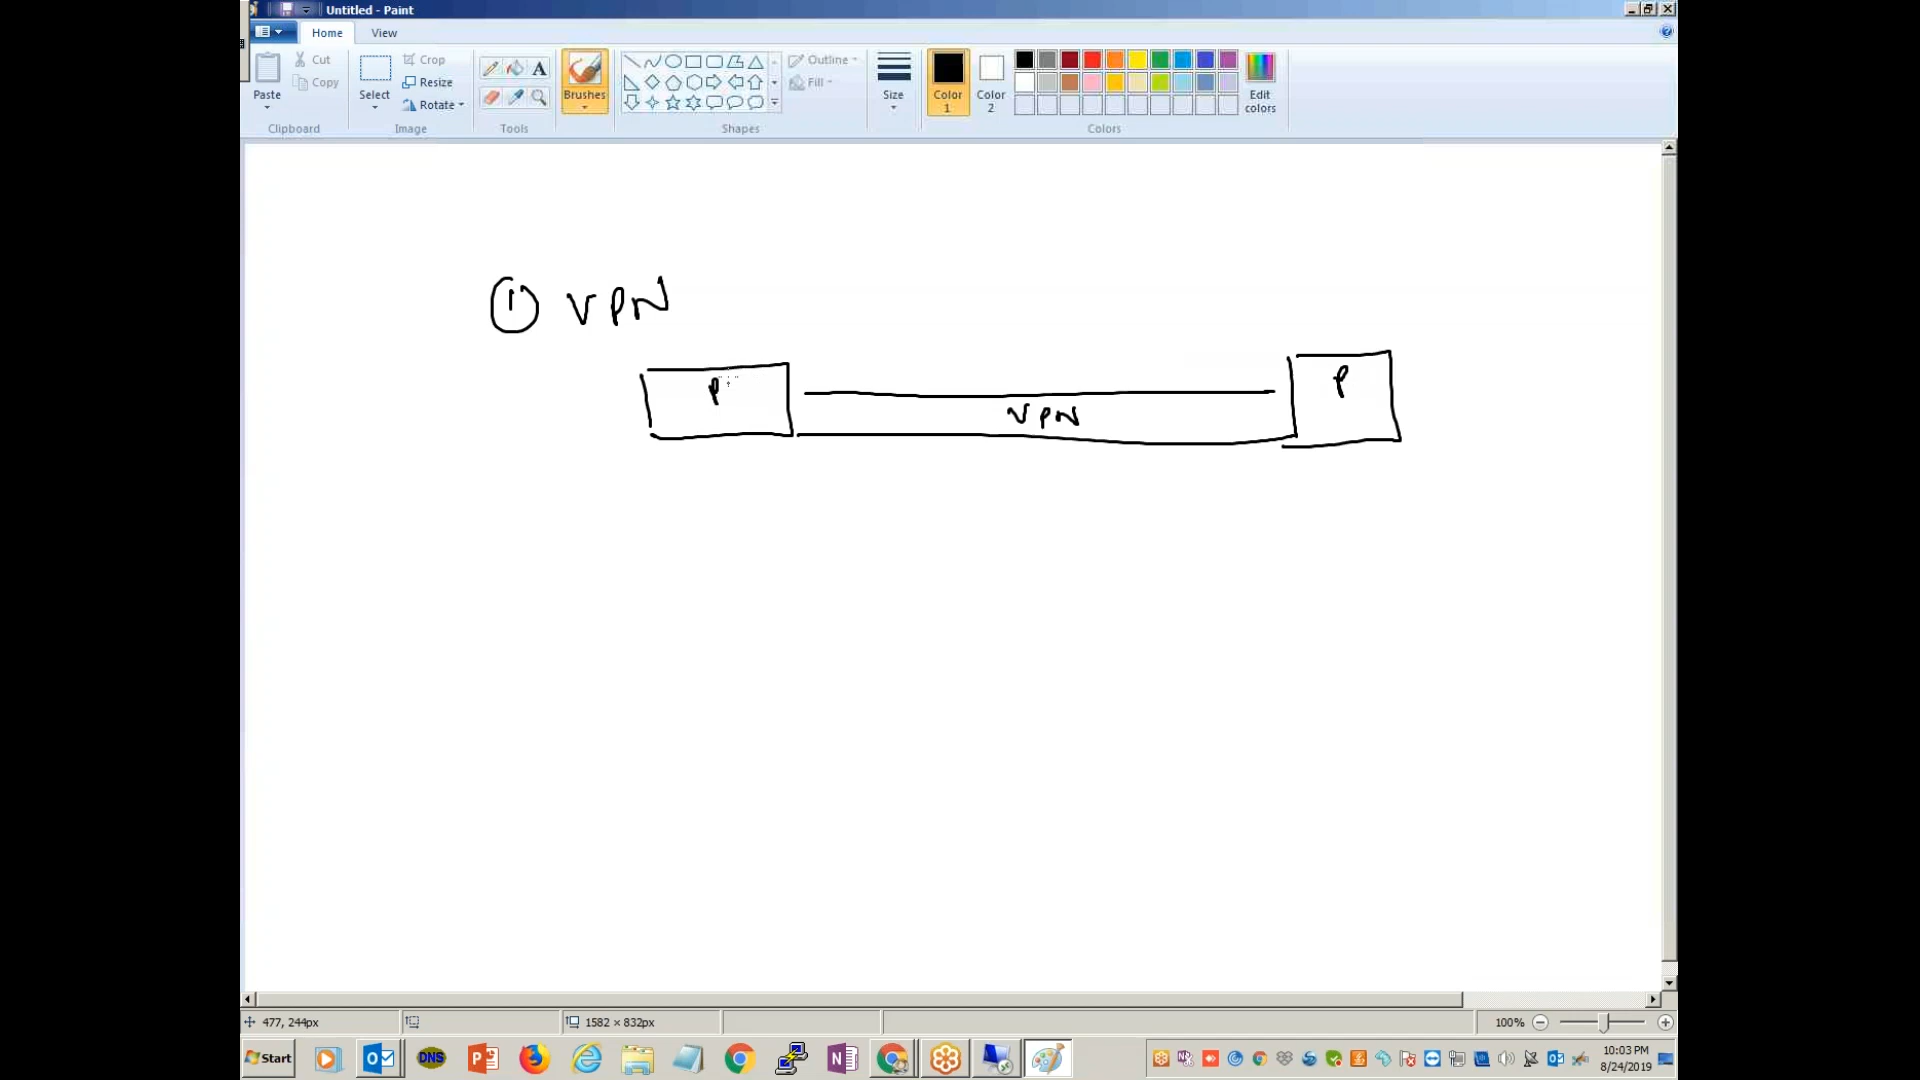 Untitled - Paint
Home View
Cut
Crop
Outline
Copy
Resize
Fill
Paste
Select
Rotate
Brushes
Size
Color 1
Color 2
Edit colors
Clipboard
Image
Tools
Shapes
Colors
① VPN
P
P
VPN
477, 244px
1582 × 832px
100%
Start
DNS
10:03 PM
8/24/2019